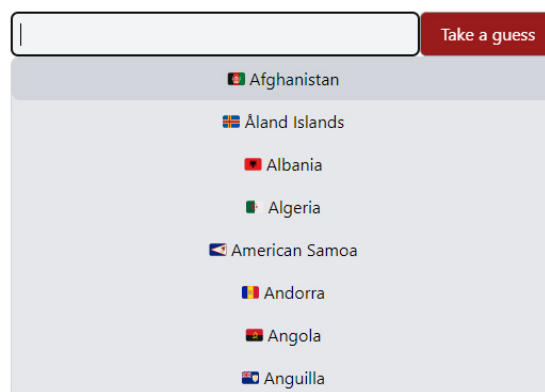 Take a guess
Afghanistan
Åland Islands
Albania
Algeria
American Samoa
Andorra
Angola
Anguilla